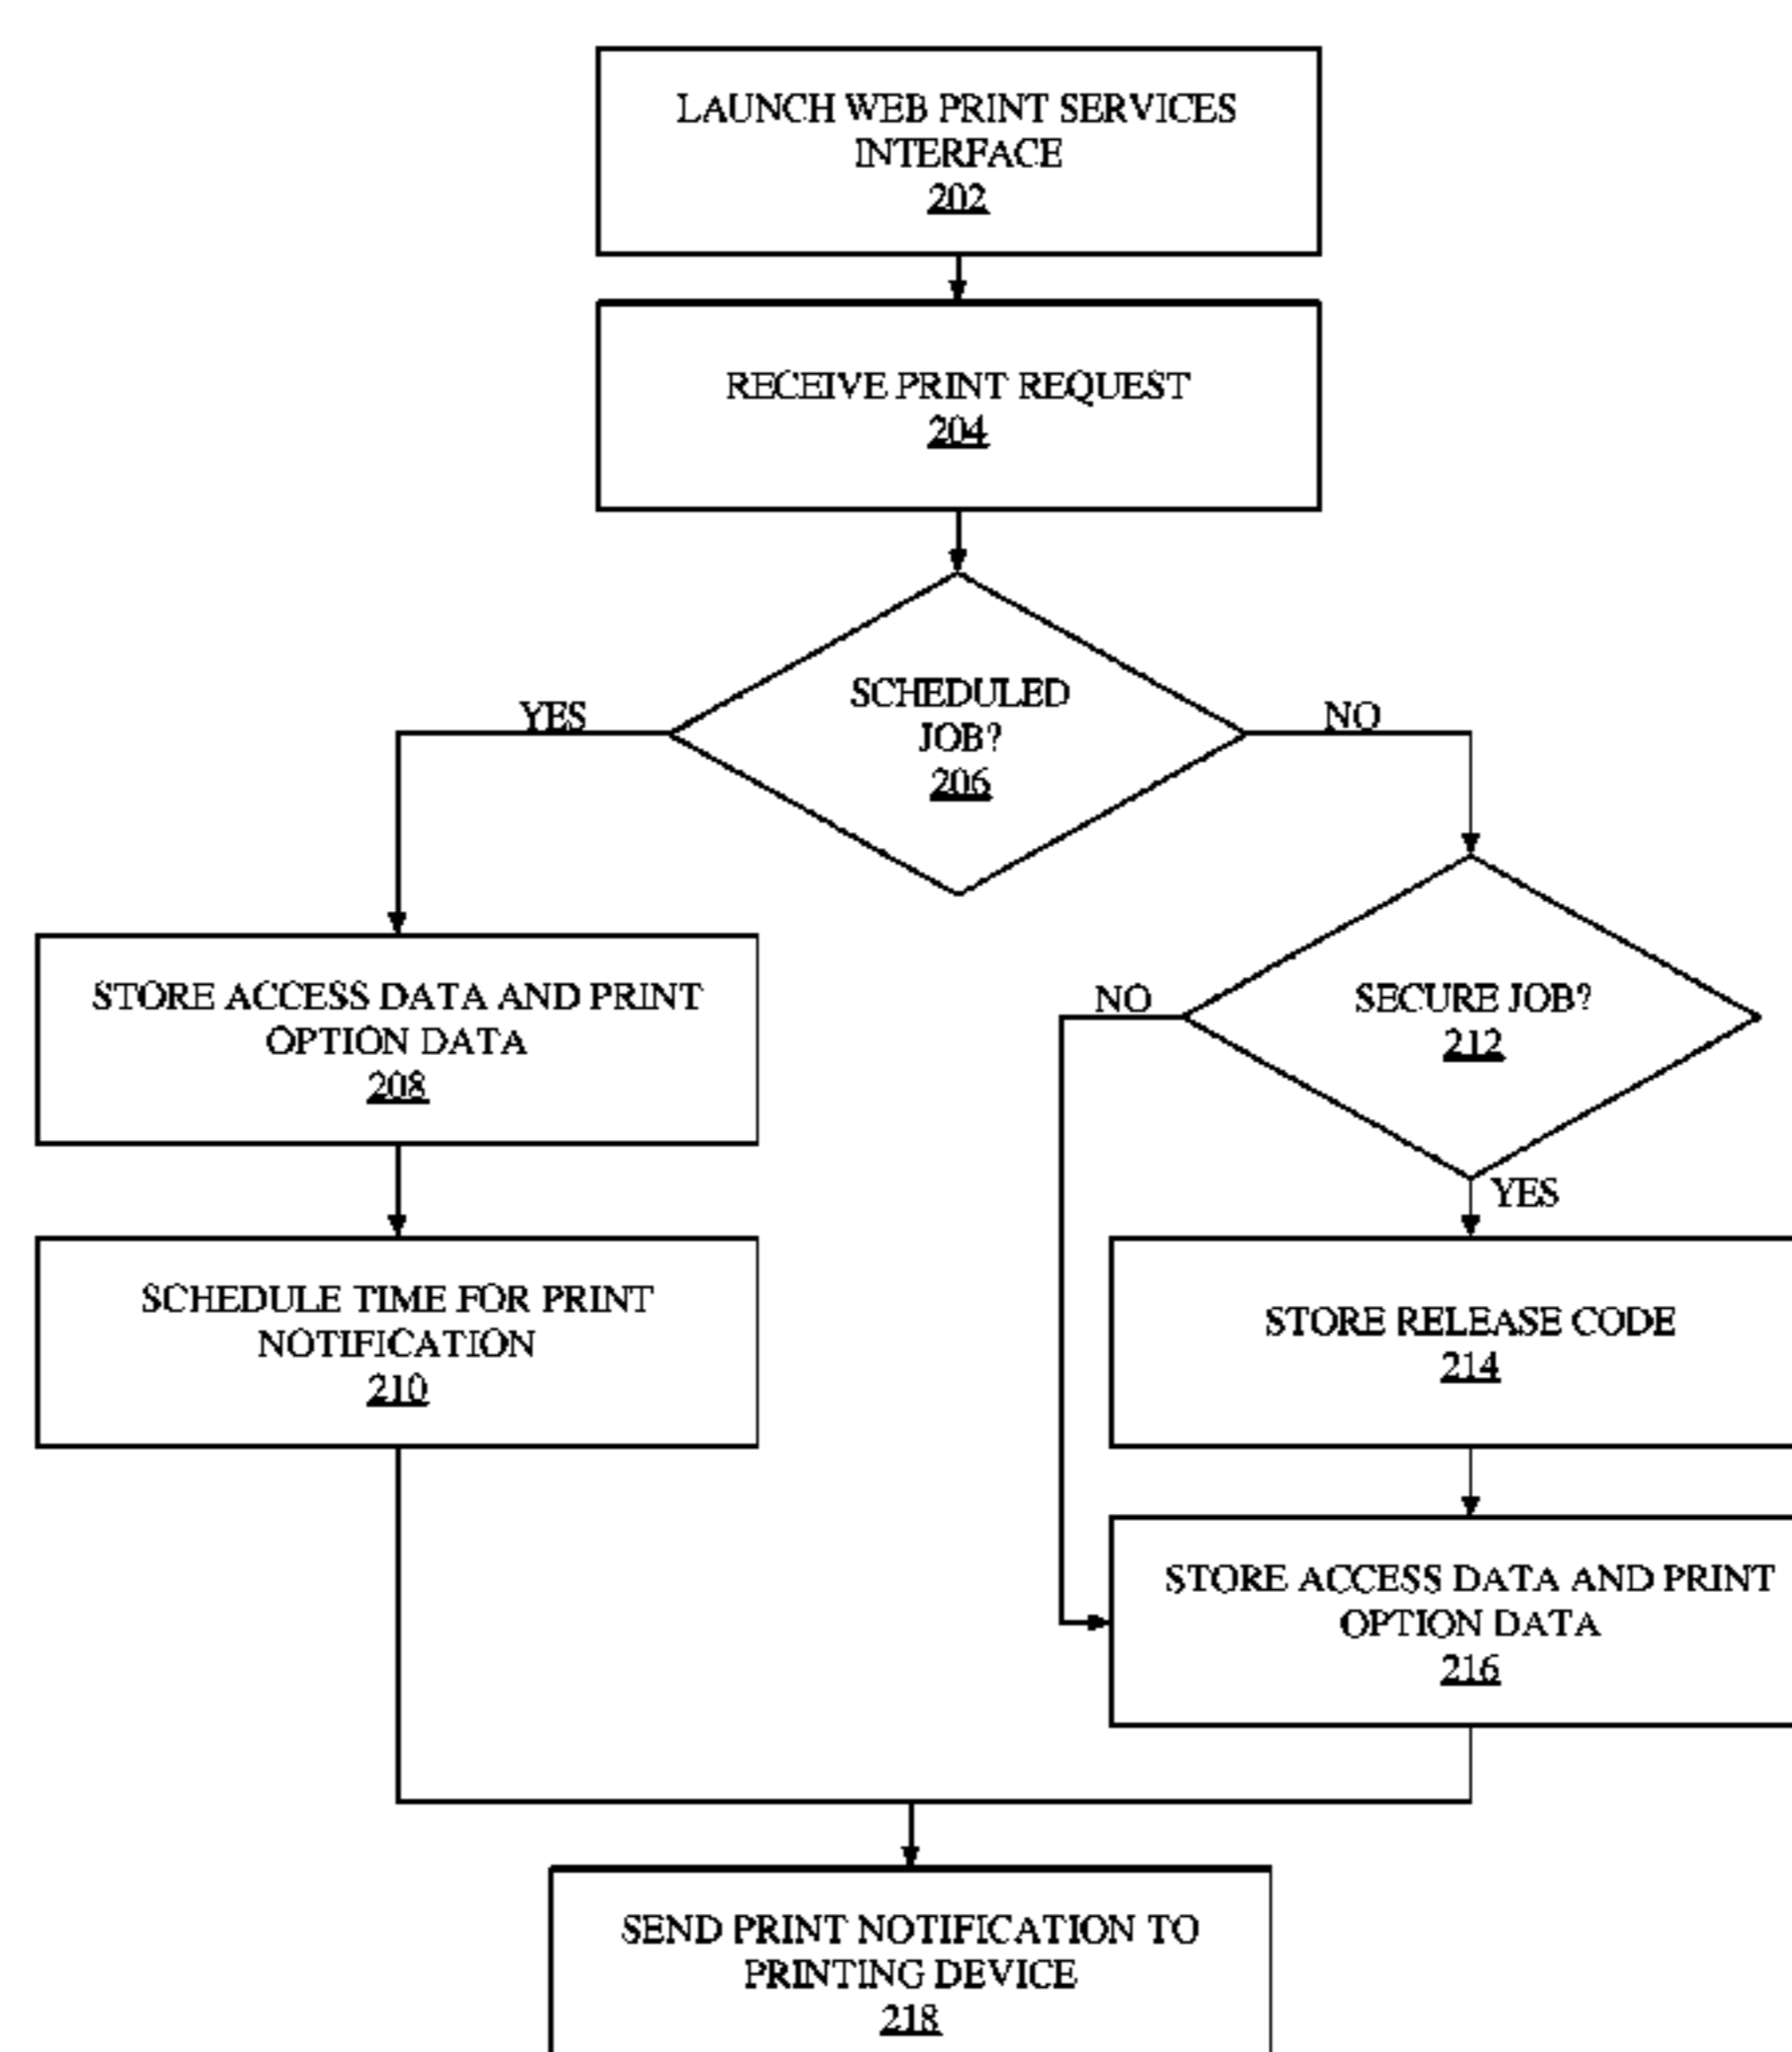 LAUNCH WEB PRINT SERVICES
INTERFACE
202
RECEIVE PRINT REQUEST
204
SCHEDULED
JOB?
206
YES
NO
STORE ACCESS DATA AND PRINT
OPTION DATA
208
SECURE JOB?
212
NO
YES
SCHEDULE TIME FOR PRINT
NOTIFICATION
210
STORE RELEASE CODE
214
STORE ACCESS DATA AND PRINT
OPTION DATA
216
SEND PRINT NOTIFICATION TO
PRINTING DEVICE
218